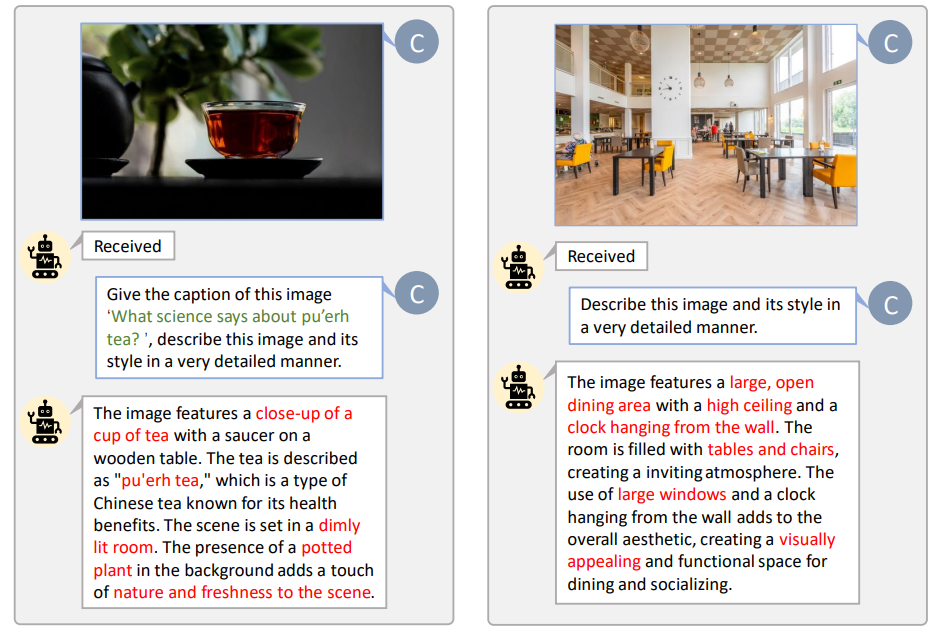 C
Received
C
Give the caption of this image
‘What science says about pu’erh
tea? ’, describe this image and its
style in a very detailed manner.
The image features a close-up of a
cup of tea with a saucer on a
wooden table. The tea is described
as "pu'erh tea," which is a type of
Chinese tea known for its health
benefits. The scene is set in a dimly
lit room. The presence of a potted
plant in the background adds a touch
of nature and freshness to the scene.
C
Received
C
Describe this image and its style in
a very detailed manner.
The image features a large, open
dining area with a high ceiling and a
clock hanging from the wall. The
room is filled with tables and chairs,
creating a inviting atmosphere. The
use of large windows and a clock
hanging from the wall adds to the
overall aesthetic, creating a visually
appealing and functional space for
dining and socializing.